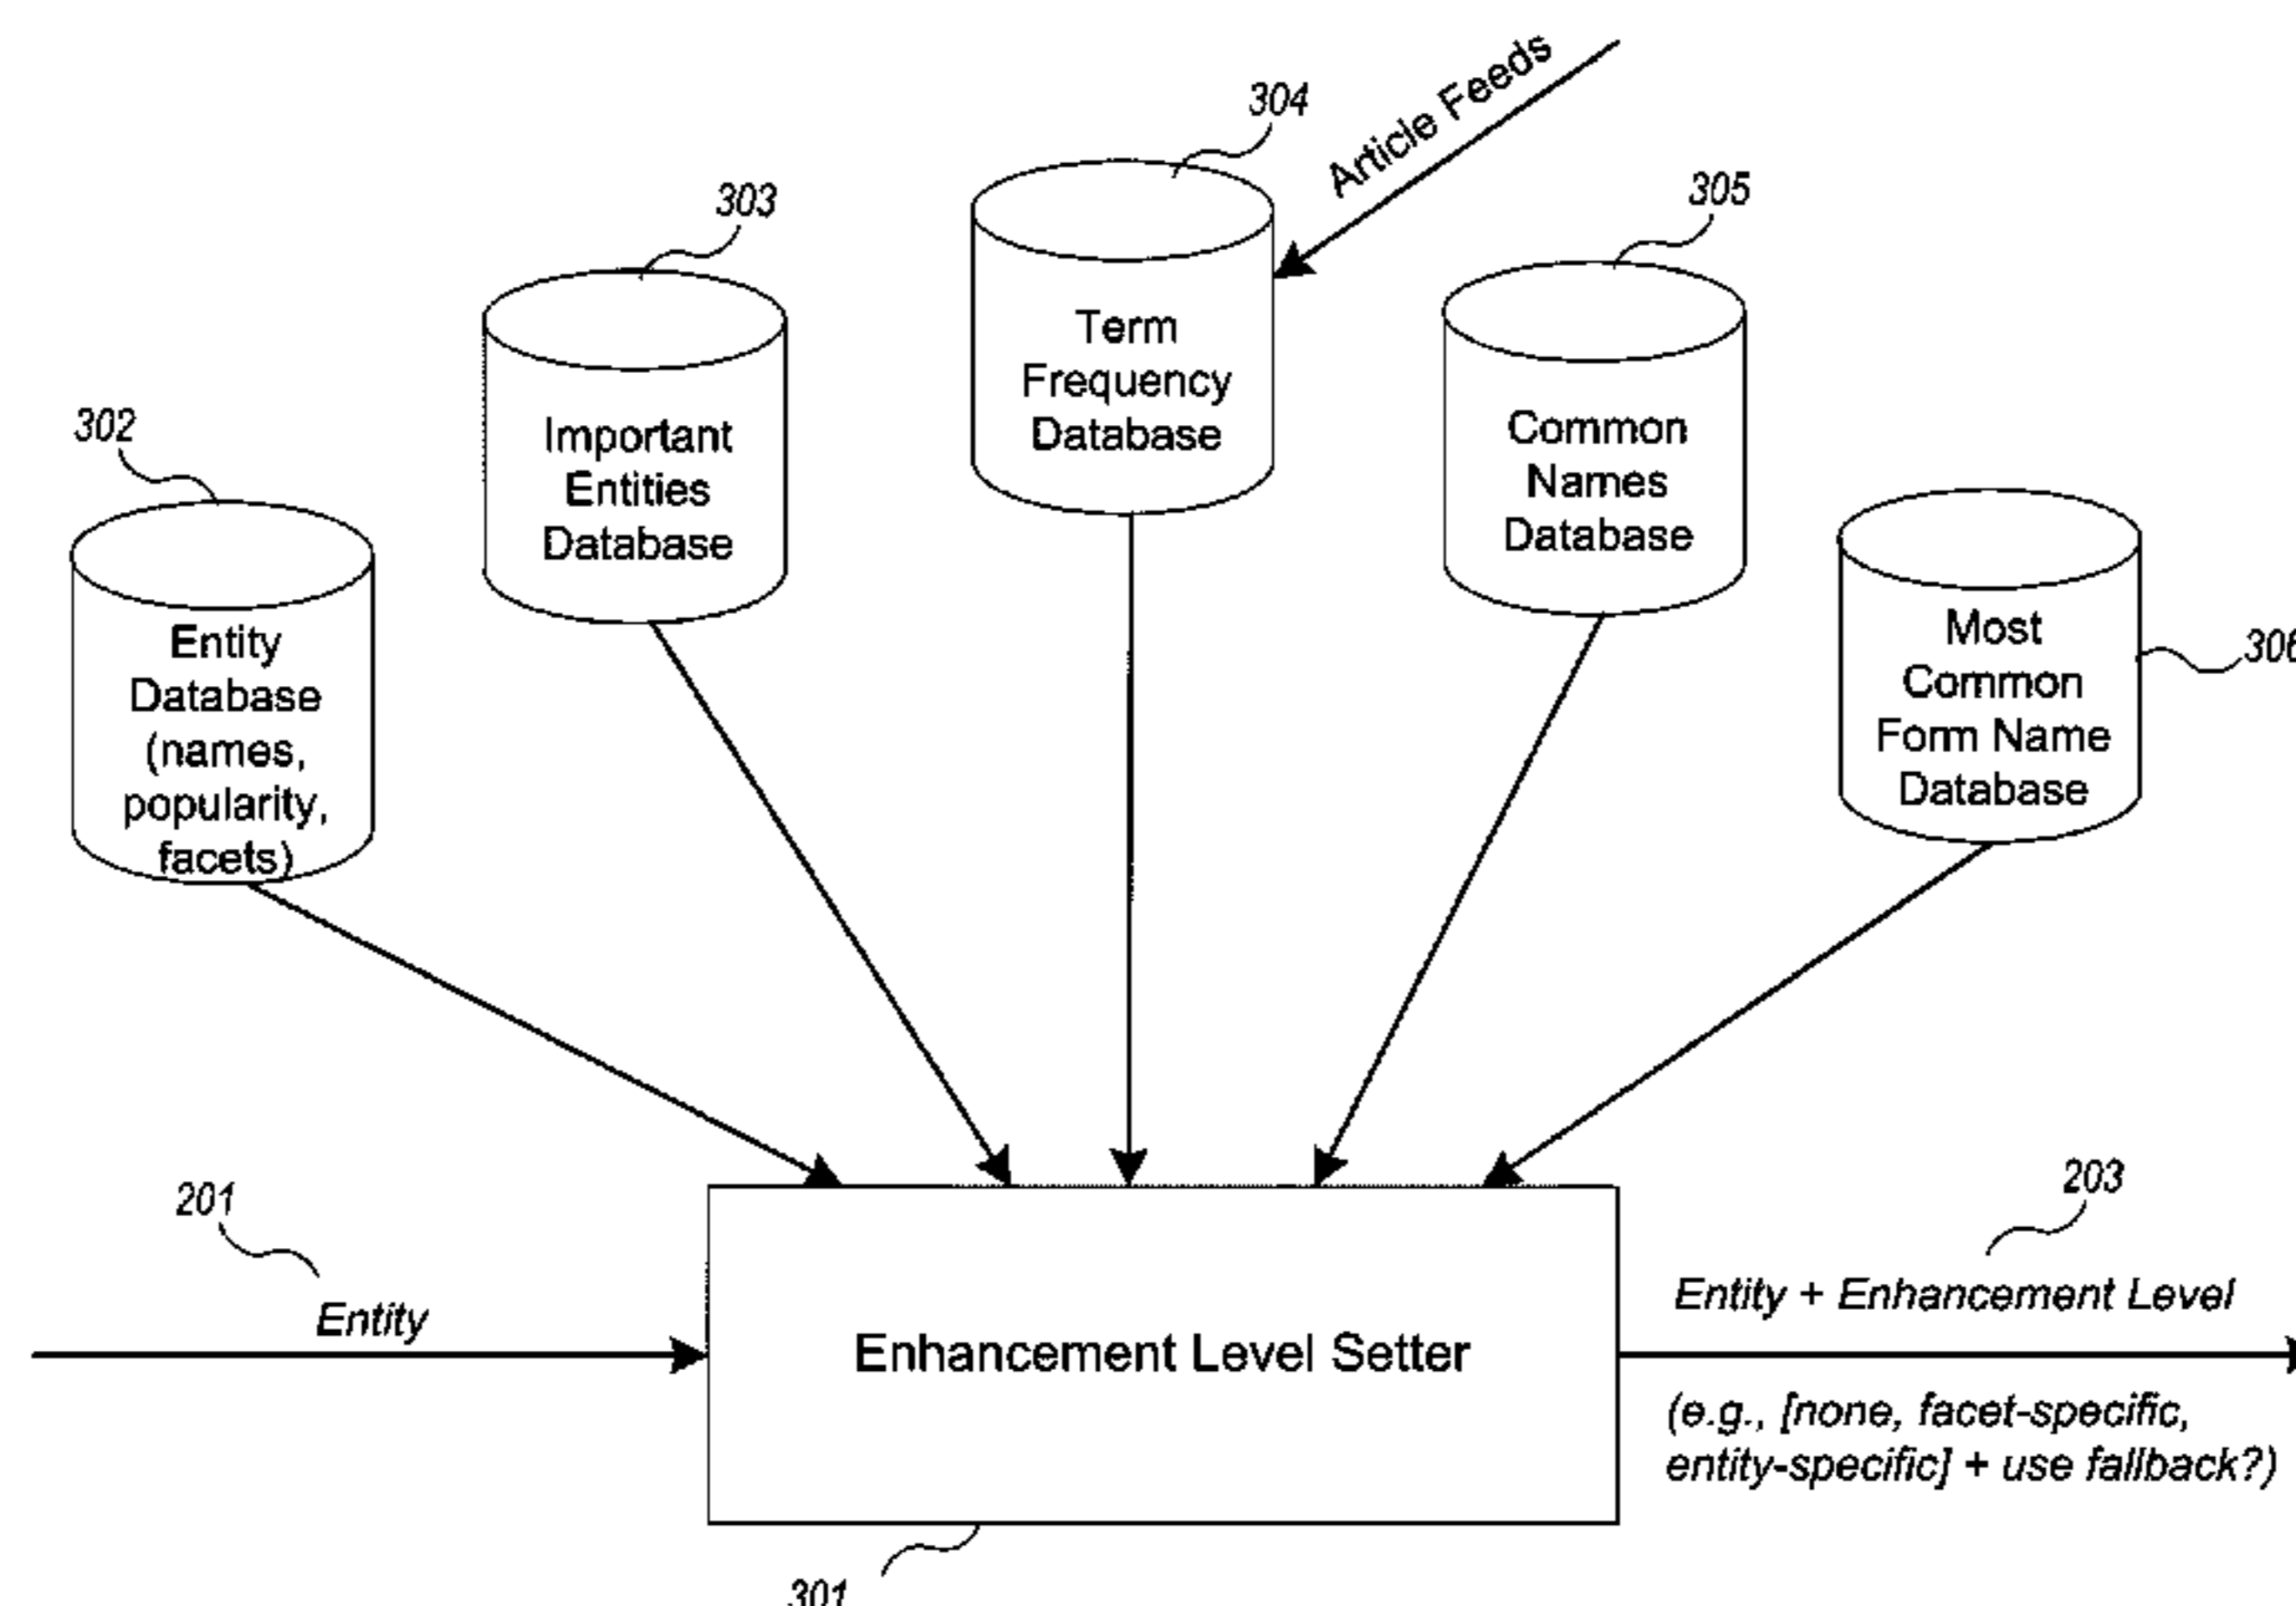 Article Feeds
304
303
305
Term
Frequency
Database
302
Important
Entities
Database
Common
Names
Database
Entity
Database
(names,
popularity,
facets)
Most
Common
Form Name
Database
306
201
203
Entity
Entity + Enhancement Level
Enhancement Level Setter
(e.g., [none, facet-specific,
entity-specific] + use fallback?)
301